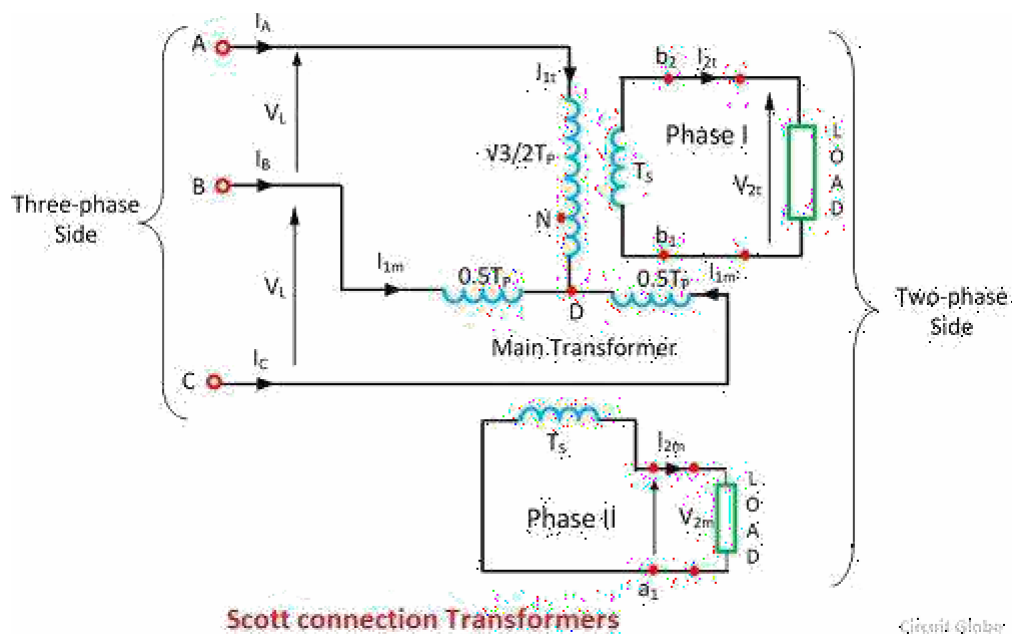 A
I_A
V_L
I_1t
√3/2T_P
N
b_2
I_2t
Phase I
T_S
V_2t
LOAD
b_1
I_B
B
Three-phase
Side
V_L
I_1m
0.5T_P
D
0.5T_P
I_1m
Two-phase
Side
Main Transformer
I_C
C
T_S
I_2m
Phase II
V_2m
LOAD
a_1
Scott connection Transformers
Circuit Globe